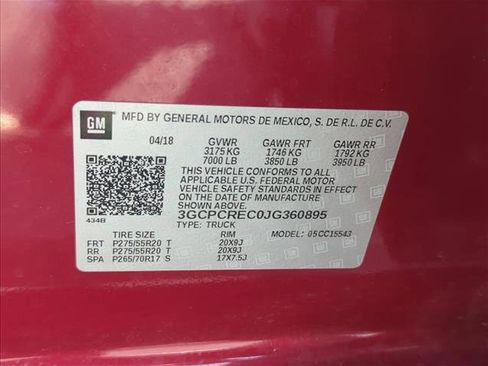 GM
MFD BY GENERAL MOTORS DE MEXICO, S. DE R.L. DE C.V.
04/18 GVWR GAWR FRT GAWR RR
3175 KG 1746 KG 1792 KG
7000 LB 3850 LB 3950 LB
THIS VEHICLE CONFORMS TO ALL
APPLICABLE U.S. FEDERAL MOTOR
VEHICLE SAFETY STANDARDS IN EFFECT ON
THE DATE OF MANUFACTURE SHOWN ABOVE.
3GCPCREC0JG360895
434B TYPE: TRUCK
TIRE SIZE RIM MODEL: 05CC15543
FRT P275/55R20 T 20X9J
RR P275/55R20 T 20X9J
SPA P265/70R17 S 17X7.5J